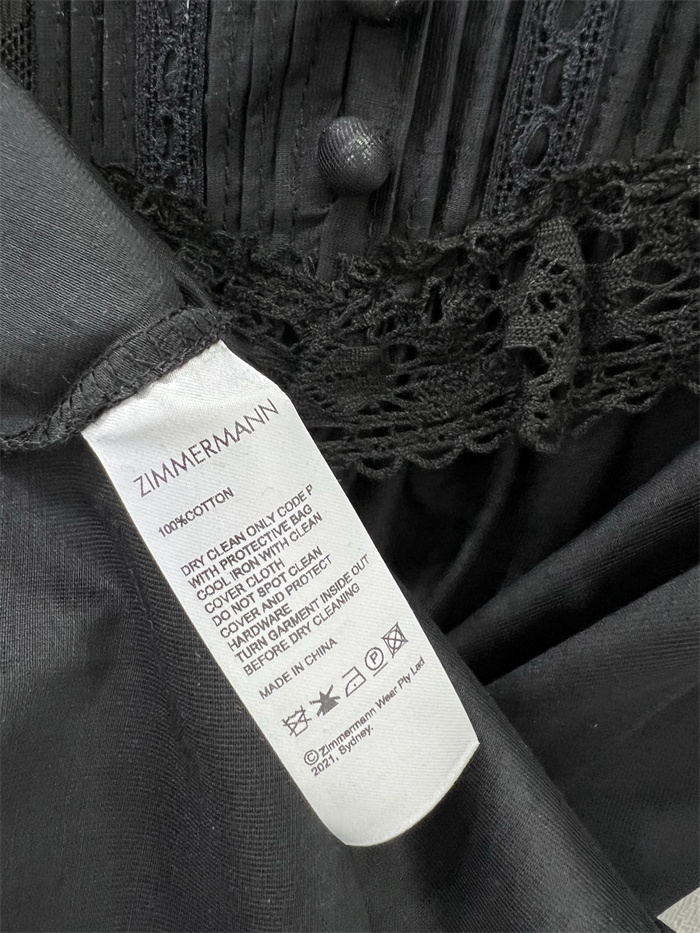 ZIMMERMANN
100%COTTON
DRY CLEAN ONLY CODE P
WITH PROTECTIVE BAG
COOL IRON WITH CLEAN
COVER CLOTH
DO NOT SPOT CLEAN
COVER AND PROTECT
HARDWARE
TURN GARMENT INSIDE OUT
BEFORE DRY CLEANING
MADE IN CHINA
P
©Zimmermann Wear Pty Lad
2021, Sydney.